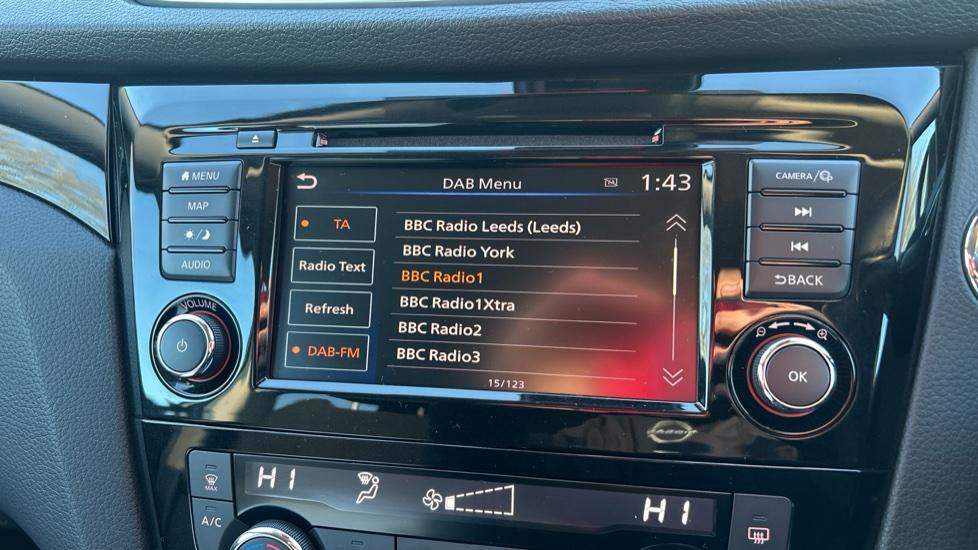 MENU
MAP
AUDIO
VOLUME
DAB Menu
1:43
TA
Radio Text
Refresh
DAB-FM
BBC Radio Leeds (Leeds)
BBC Radio York
BBC Radio1
BBC Radio1Xtra
BBC Radio2
BBC Radio3
15/123
CAMERA/
BACK
OK
MAX
A/C
HI
HI